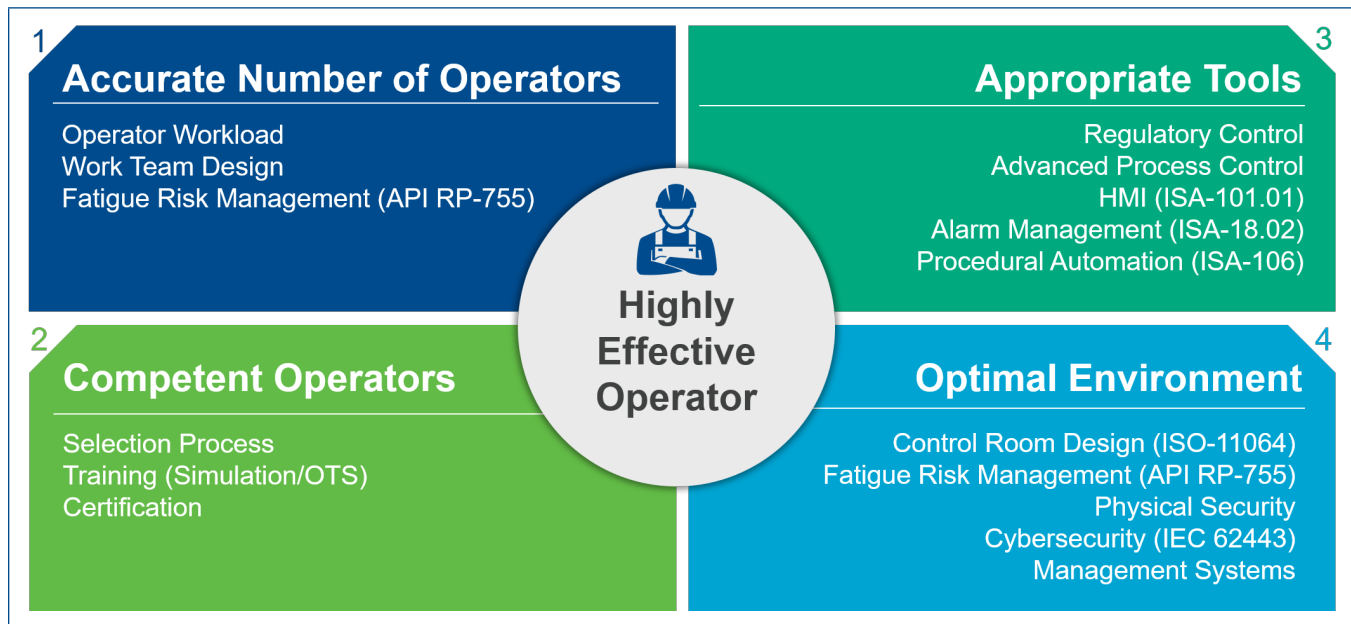 1
Accurate Number of Operators
Operator Workload
Work Team Design
Fatigue Risk Management (API RP-755)
2
Competent Operators
Selection Process
Training (Simulation/OTS)
Certification
3
Appropriate Tools
Regulatory Control
Advanced Process Control
HMI (ISA-101.01)
Alarm Management (ISA-18.02)
Procedural Automation (ISA-106)
4
Optimal Environment
Control Room Design (ISO-11064)
Fatigue Risk Management (API RP-755)
Physical Security
Cybersecurity (IEC 62443)
Management Systems
Highly
Effective
Operator